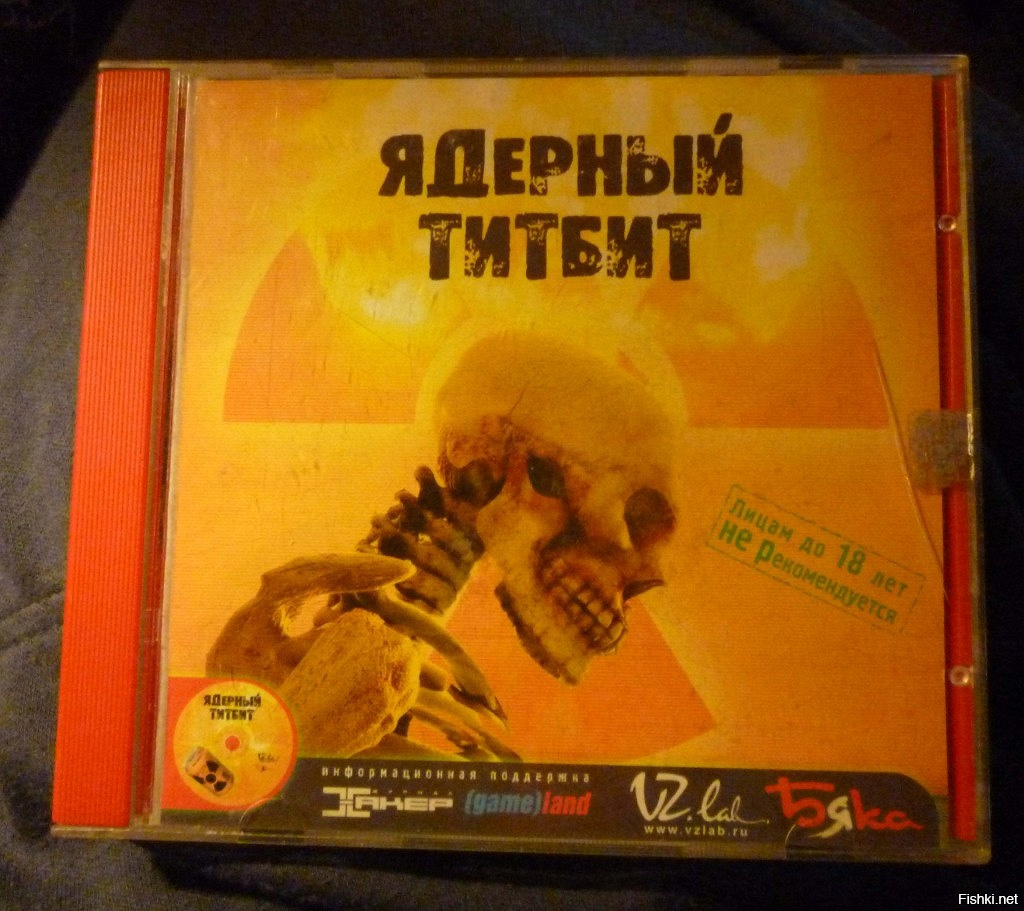 ЯДЕРНЫЙ
ТИТБИТ
Лицам до 18 лет
не Рекомендуется
ЯДЕРНЫЙ
ТИТБИТ
информационная поддержка
ЖУРНАЛ
ХАКЕР
(game)land
VZ.lab.
www.vzlab.ru
Бяка
Fishki.net